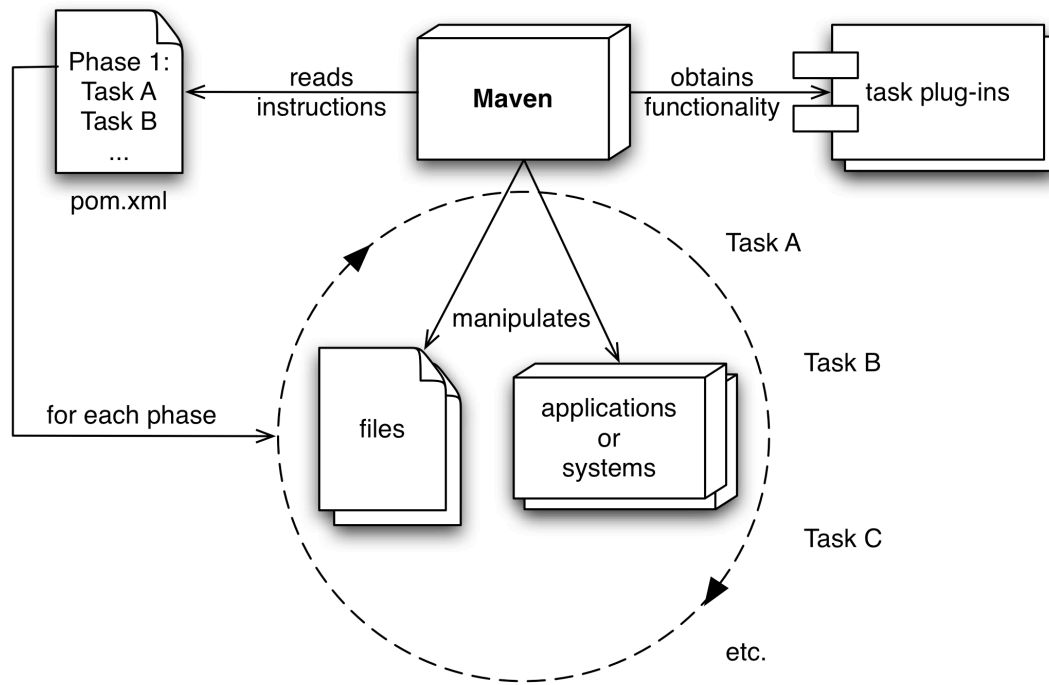 Phase 1:
Task A
Task B
...
pom.xml
reads
instructions
Maven
obtains
functionality
task plug-ins
manipulates
for each phase
files
applications
or
systems
Task A
Task B
Task C
etc.